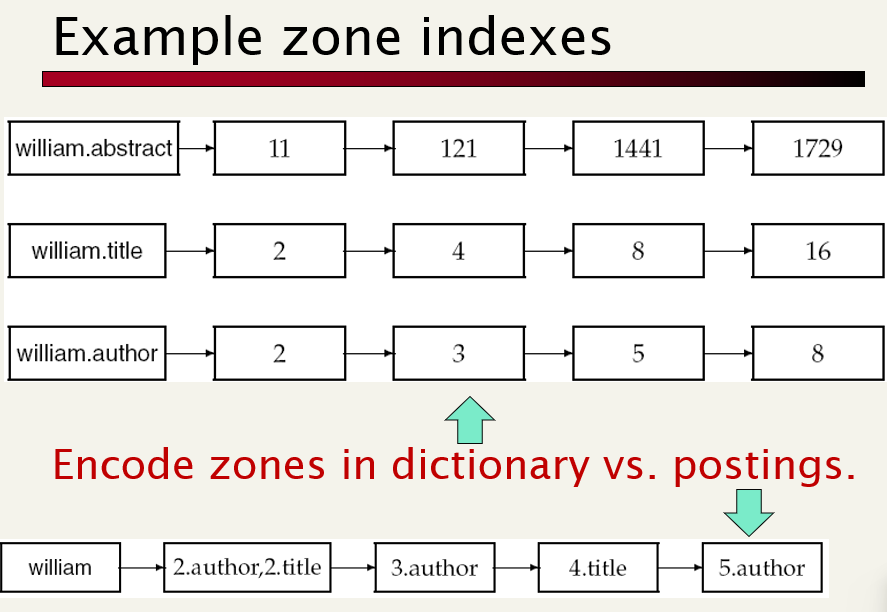 Example zone indexes
william.abstract 11 121 1441 1729
william.title 2 4 8 16
william.author 2 3 5 8
Encode zones in dictionary vs. postings.
william 2.author,2.title 3.author 4.title 5.author